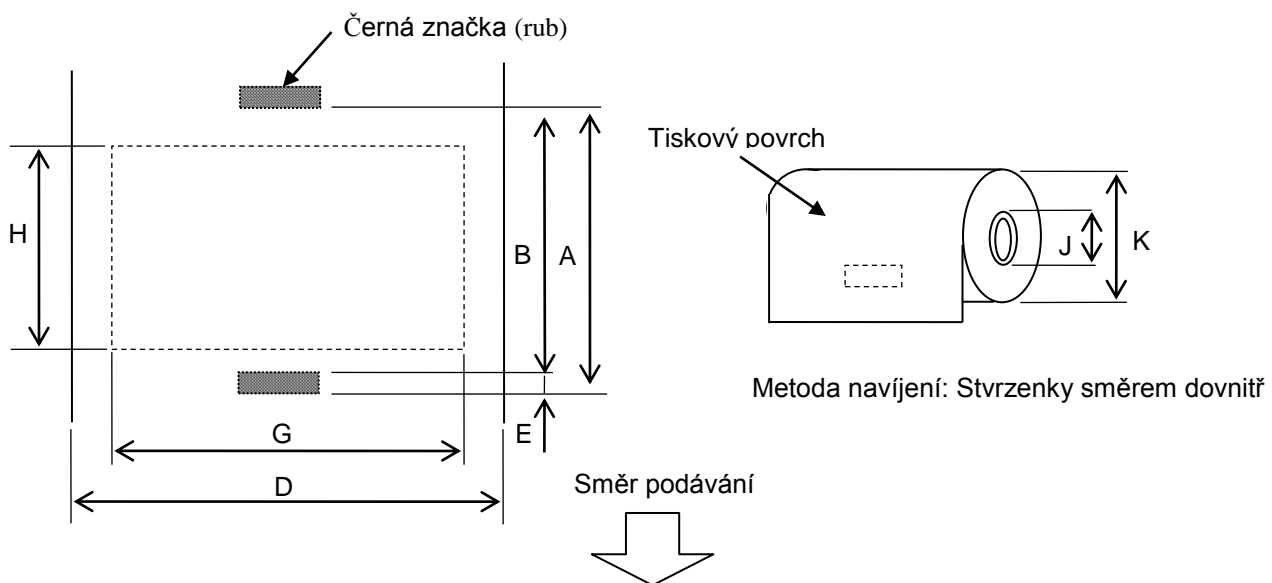 Černá značka (rub)
Tiskový povrch
H
B
A
J
K
Metoda navíjení: Stvrzenky směrem dovnitř
G
E
D
Směr podávání